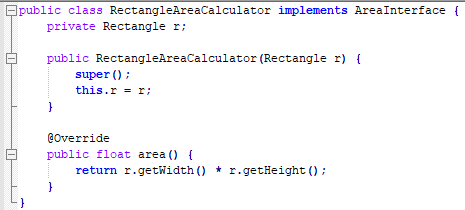 public class RectangleAreaCalculator implements AreaInterface {
    private Rectangle r;

    public RectangleAreaCalculator(Rectangle r) {
        super();
        this.r = r;
    }

    @Override
    public float area() {
        return r.getWidth() * r.getHeight();
    }
}